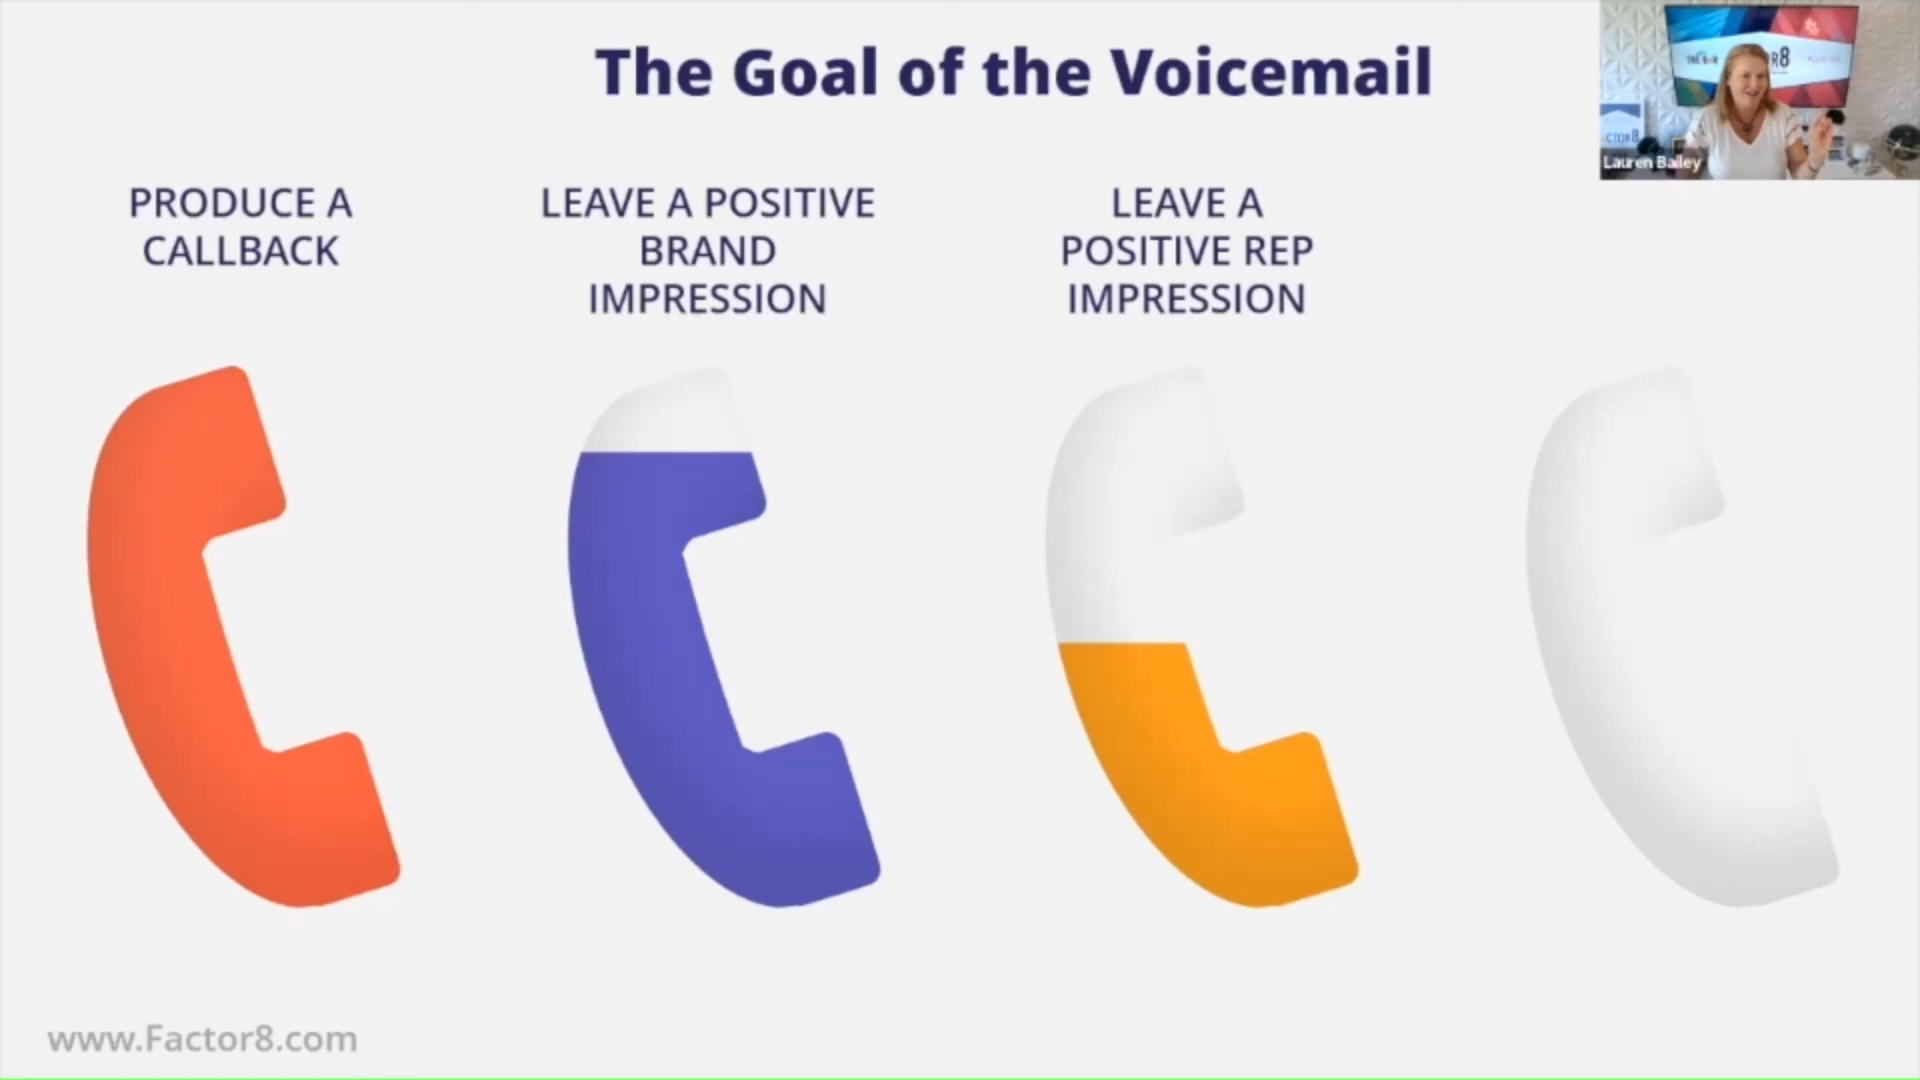 The Goal of the Voicemail
PRODUCE A
CALLBACK
LEAVE A POSITIVE
BRAND
IMPRESSION
LEAVE A
POSITIVE REP
IMPRESSION
Lauren Bailey
www.Factor8.com